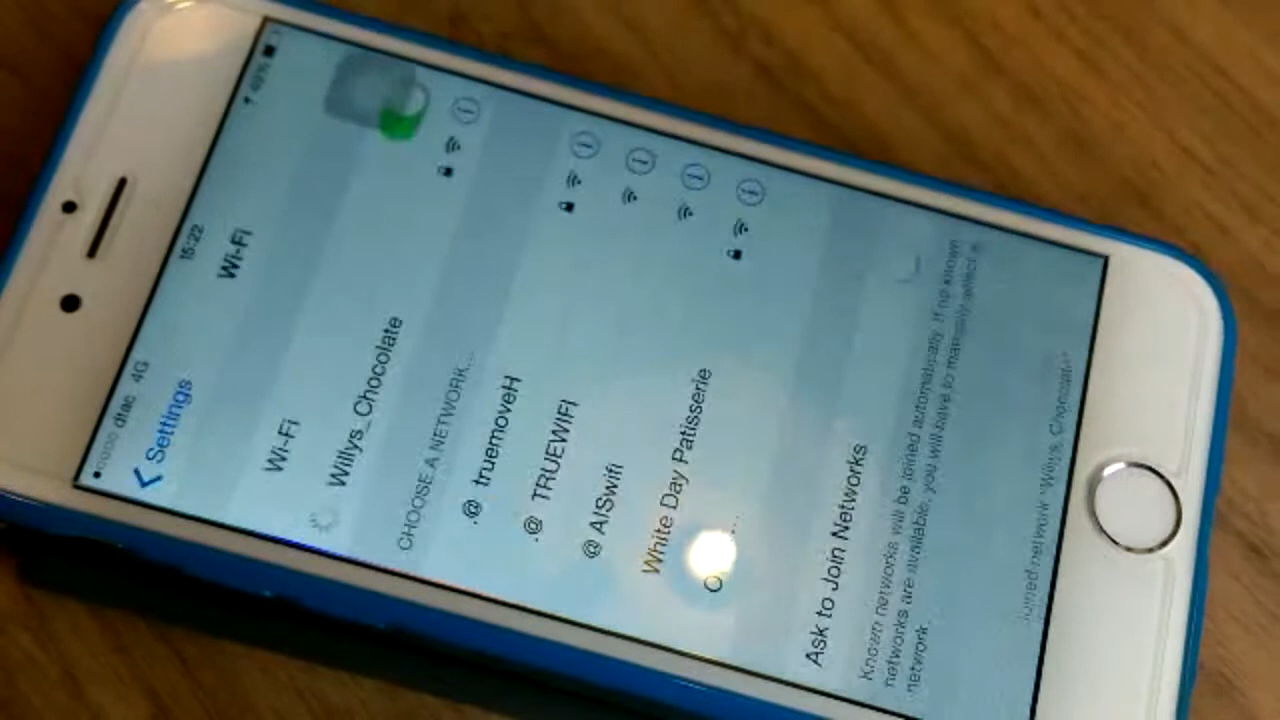 dtac 4G 15:22 49%
Settings Wi-Fi
Wi-Fi
Willys_Chocolate
CHOOSE A NETWORK...
.@ truemoveH
.@ TRUEWIFI
@ AISwifi
White Day Patisserie
Ask to Join Networks
Known networks will be joined automatically. If no known
networks are available, you will have to manually select a
network.
Joined network